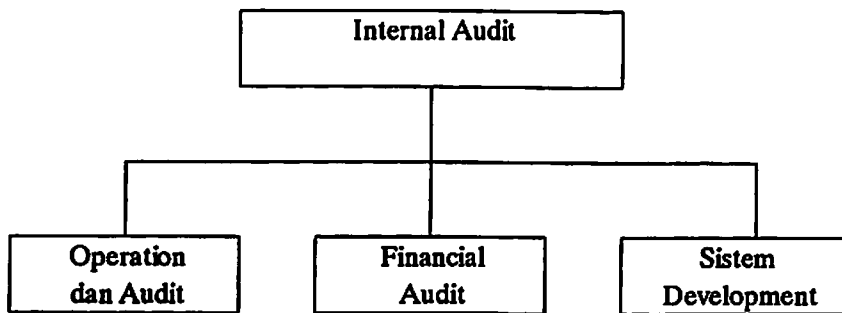 Internal Audit
Operation
dan Audit
Financial
Audit
Sistem
Development